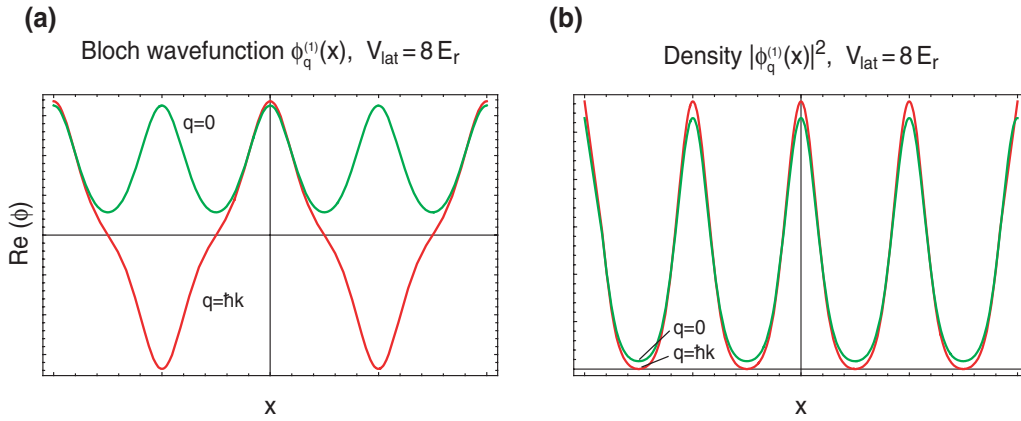 (a)
Bloch wavefunction ϕq⁽¹⁾(x), Vlat = 8 Er
q=0
q=ħk
Re (ϕ)
x
(b)
Density |ϕq⁽¹⁾(x)|², Vlat = 8 Er
q=0
q=ħk
x